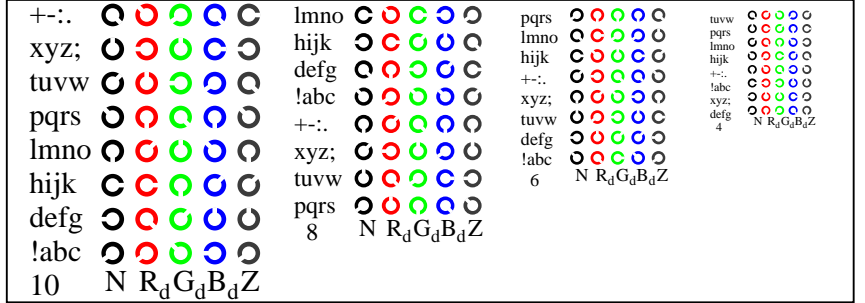 +-:.
xyz;
tuvw
pqrs
lmno
hijk
defg
!abc
10 N RdGdBdZ
lmno
hijk
defg
!abc
+-:.
xyz;
tuvw
pqrs
8 N RdGdBdZ
pqrs
lmno
hijk
+-:.
xyz;
tuvw
defg
!abc
6 N RdGdBdZ
tuvw
pqrs
lmno
hijk
+-:.
!abc
xyz;
defg
4 N RdGdBdZ